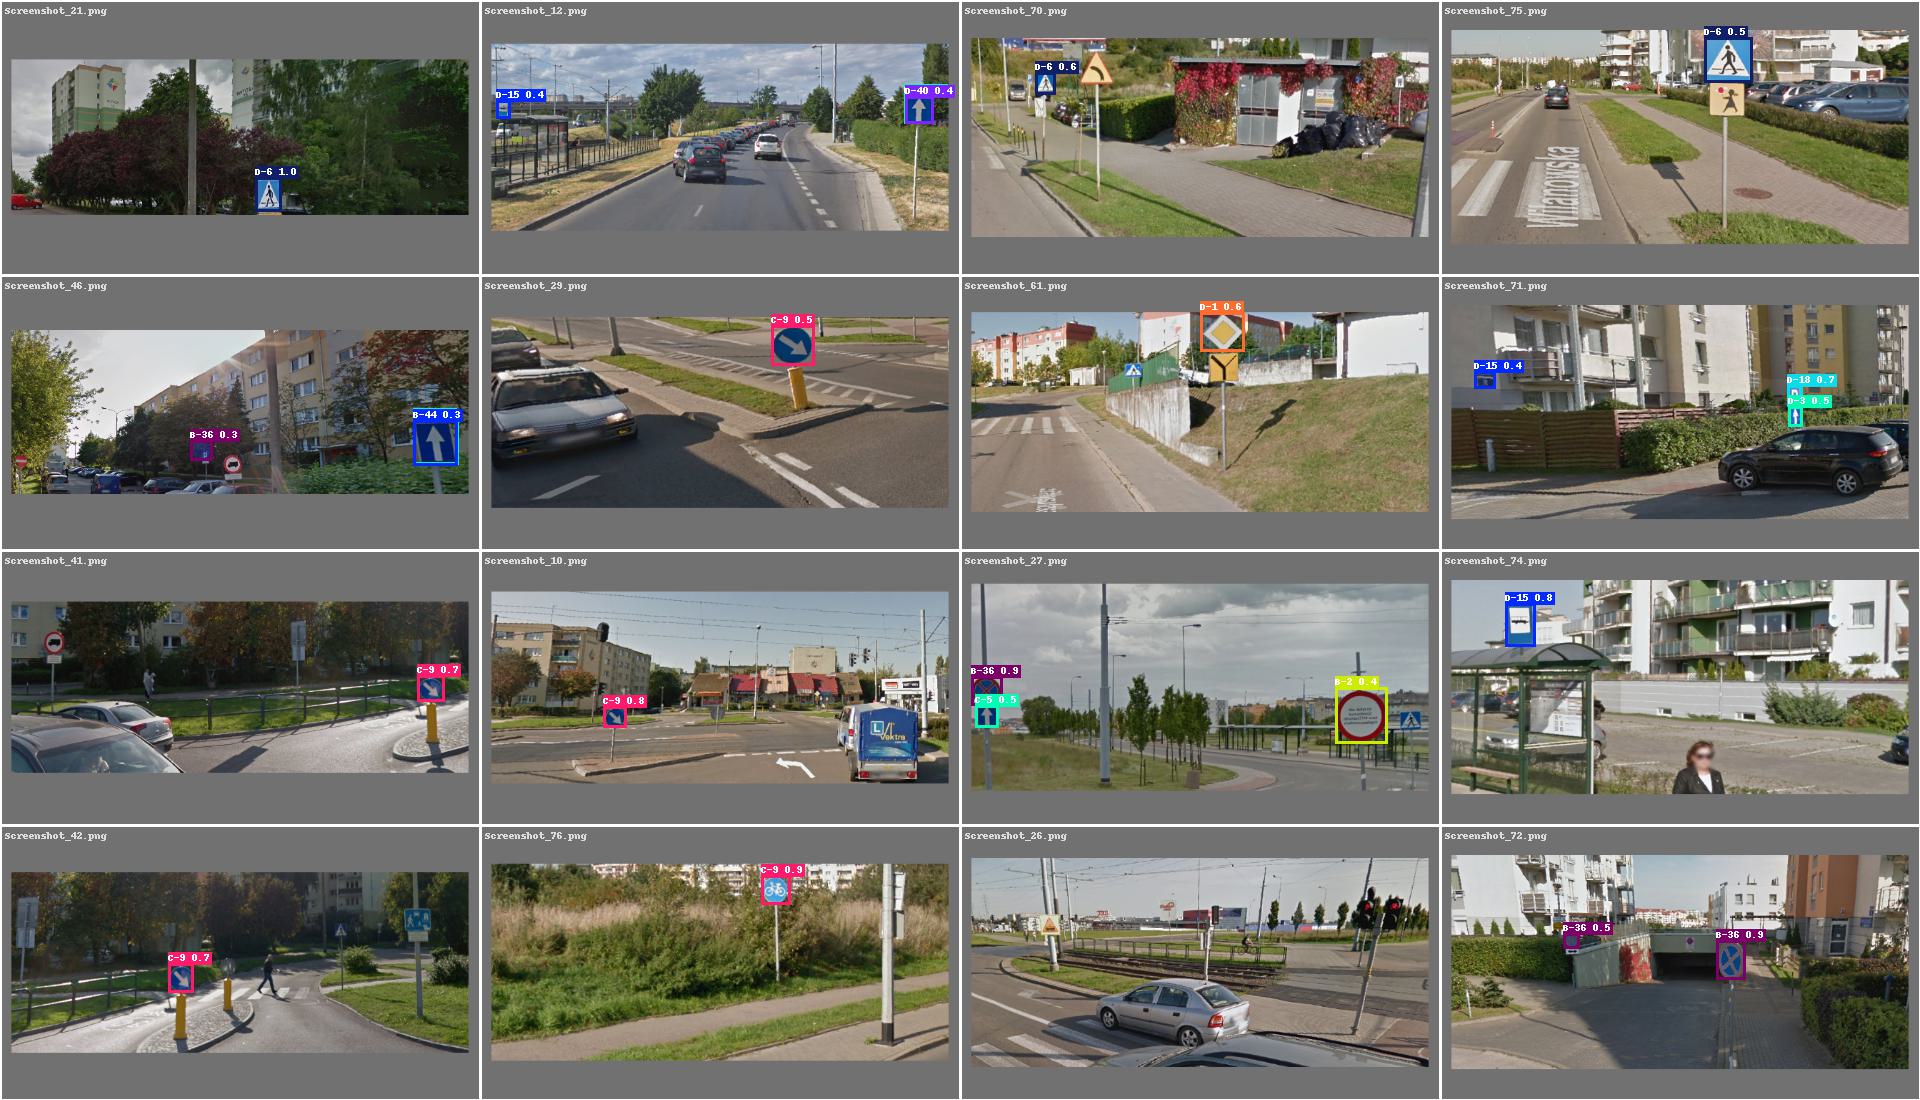 Screenshot_21.png
Screenshot_12.png
Screenshot_70.png
Screenshot_75.png
D-6 1.0
D-15 0.4
D-40 0.4
D-6 0.6
D-6 0.5
Wilanowska
Screenshot_46.png
Screenshot_29.png
Screenshot_61.png
Screenshot_71.png
B-36 0.3
B-44 0.3
C-9 0.5
D-1 0.6
D-15 0.4
D-18 0.7
D-3 0.5
Screenshot_41.png
Screenshot_10.png
Screenshot_27.png
Screenshot_74.png
C-9 0.7
C-9 0.8
L
Vektra
B-36 0.9
C-5 0.5
B-2 0.4
D-15 0.8
Screenshot_42.png
Screenshot_76.png
Screenshot_26.png
Screenshot_72.png
C-9 0.7
C-9 0.9
B-36 0.5
B-36 0.9